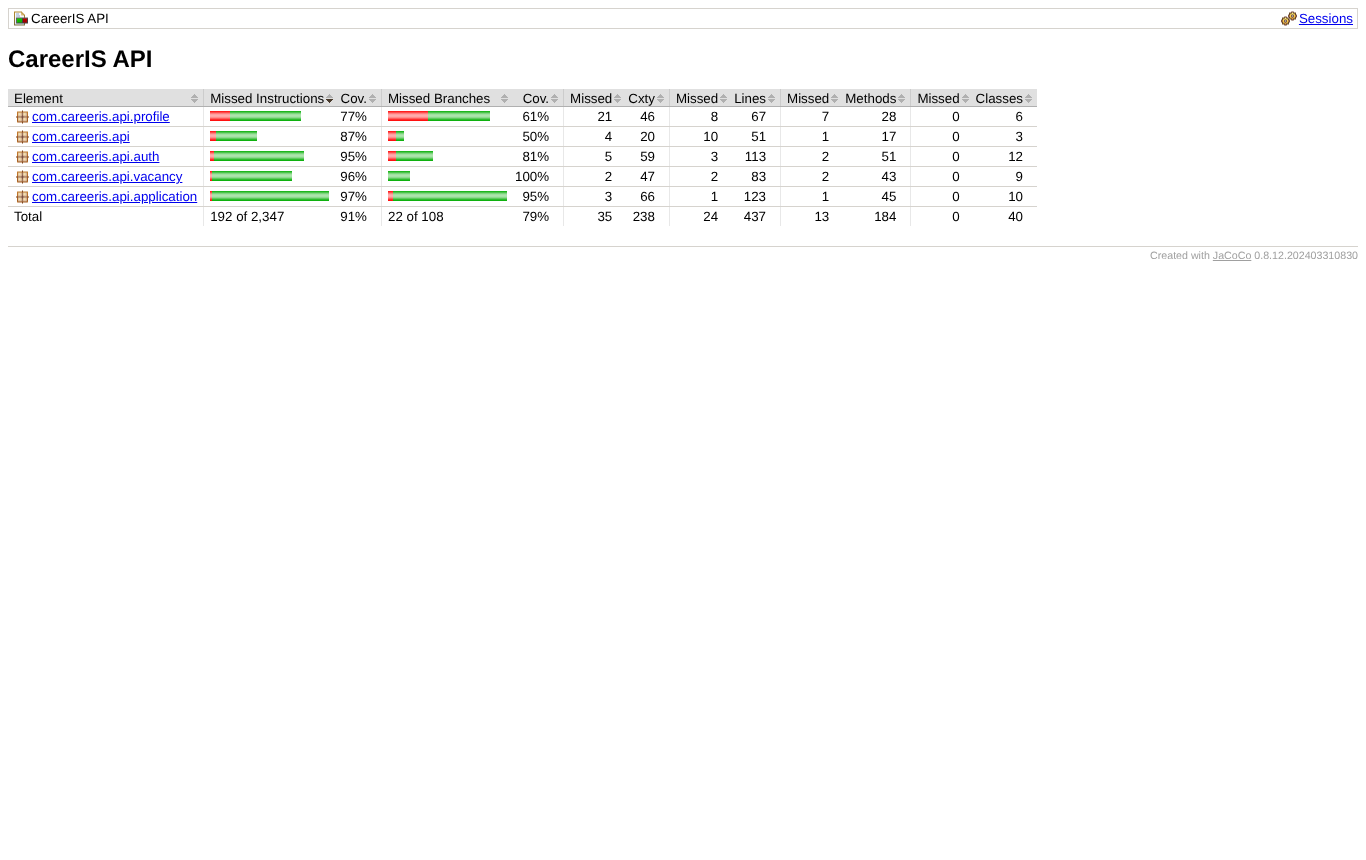 CareerIS API Sessions
CareerIS API
Element Missed Instructions Cov. Missed Branches Cov. Missed Cxty Missed Lines Missed Methods Missed Classes
com.careeris.api.profile 77% 61% 21 46 8 67 7 28 0 6
com.careeris.api 87% 50% 4 20 10 51 1 17 0 3
com.careeris.api.auth 95% 81% 5 59 3 113 2 51 0 12
com.careeris.api.vacancy 96% 100% 2 47 2 83 2 43 0 9
com.careeris.api.application 97% 95% 3 66 1 123 1 45 0 10
Total 192 of 2,347 91% 22 of 108 79% 35 238 24 437 13 184 0 40
Created with JaCoCo 0.8.12.202403310830